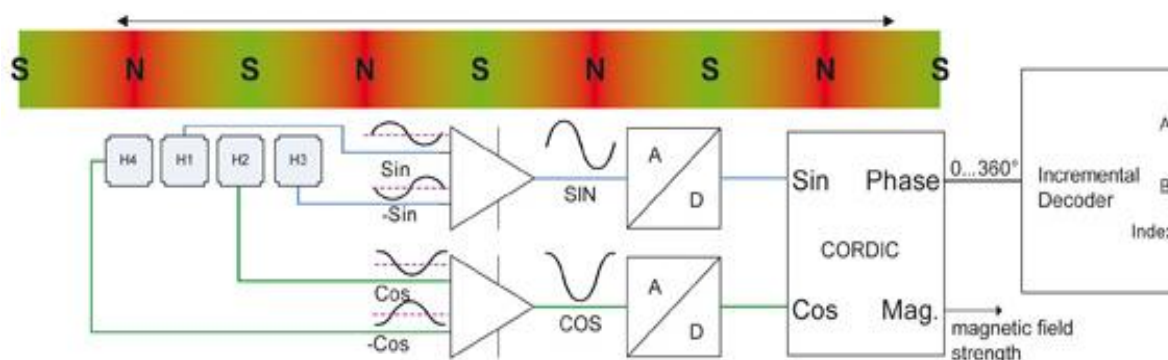 S N S N S N S N S
H4 H1 H2 H3
Sin
-Sin
SIN
A
D
Cos
-Cos
COS
A
D
Sin Phase
CORDIC
Cos Mag.
0...360°
magnetic field
strength
Incremental
Decoder
A
B
Index